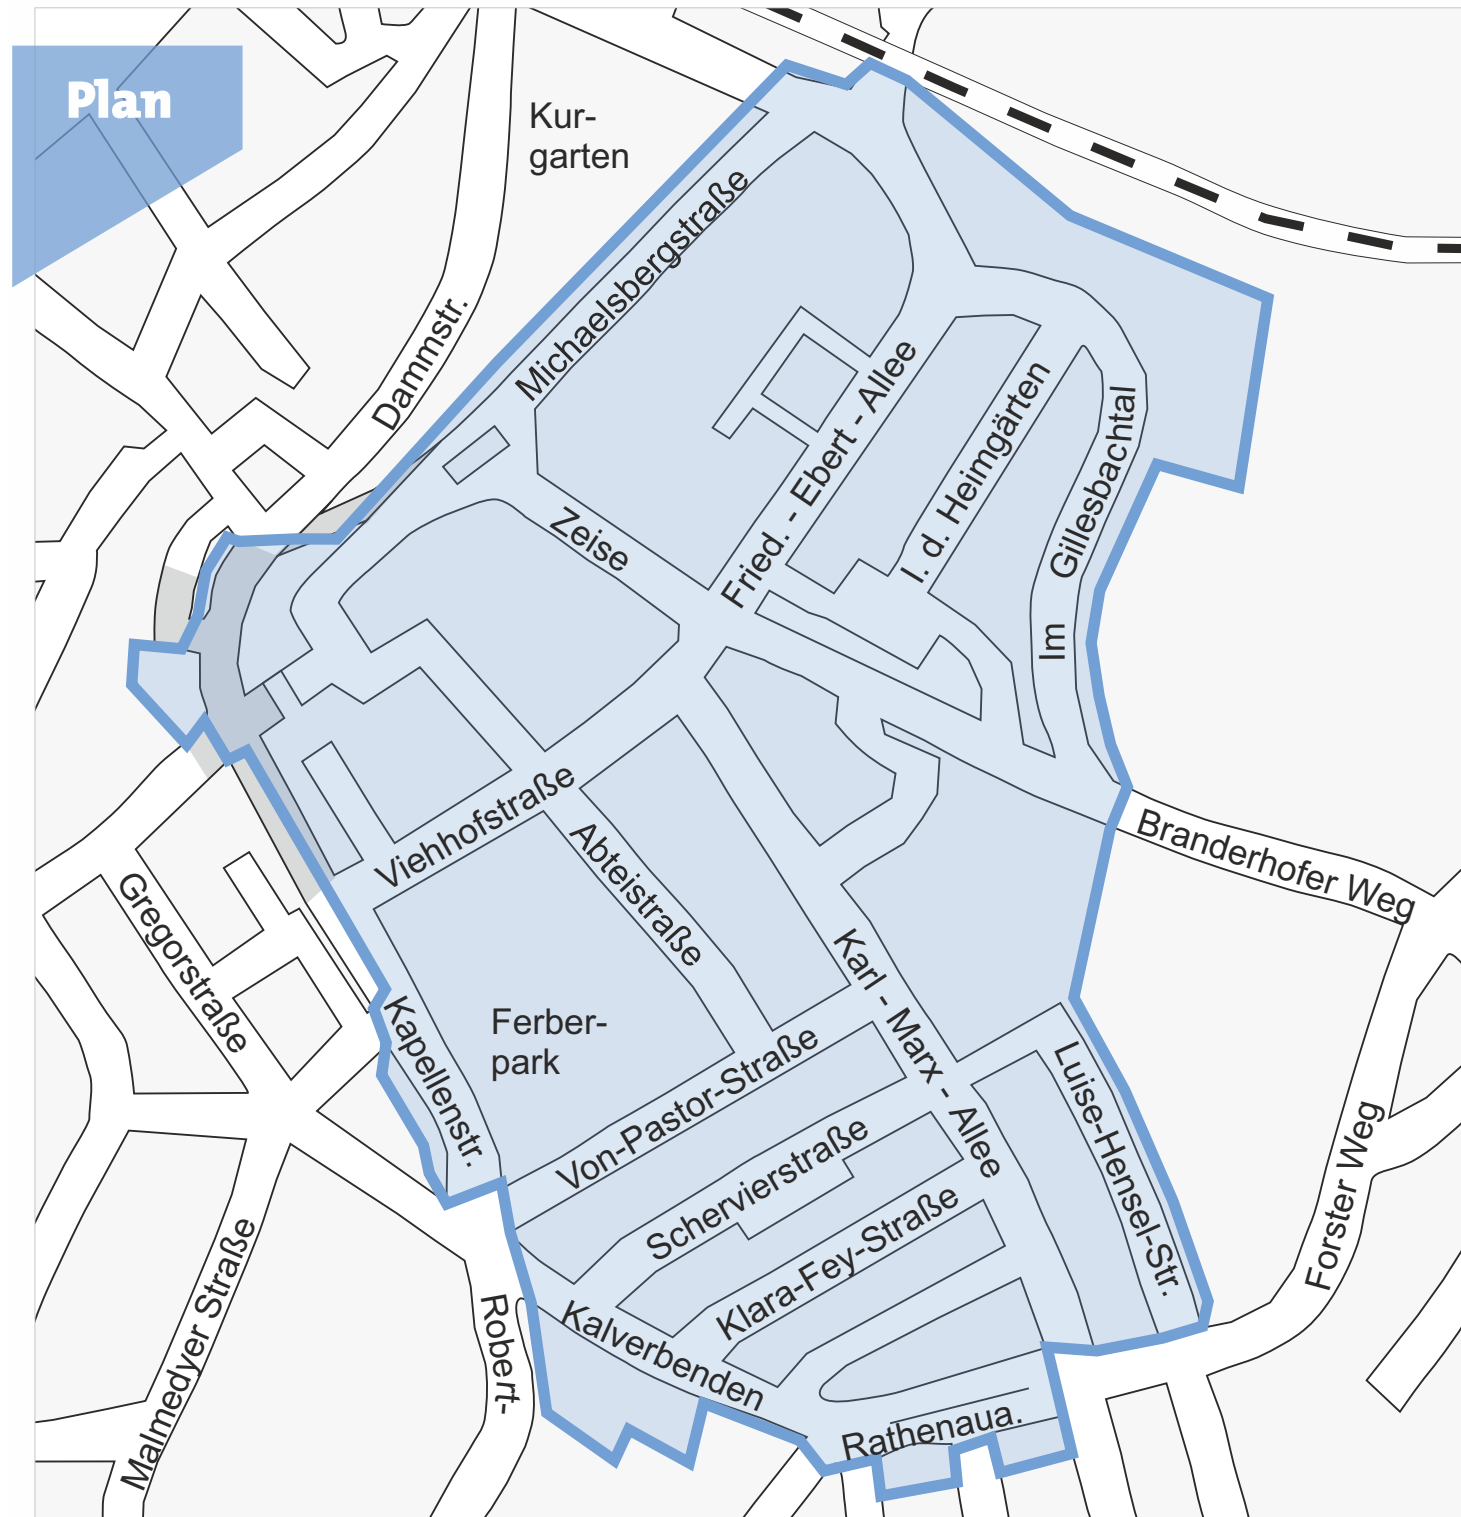 Plan
Kur-
garten
Michaelsbergstraße
Dammstr.
Fried. - Ebert - Allee
I. d. Heimgärten
Im Gillesbachtal
Zeise
Viehhofstraße
Abteistraße
Branderhofer Weg
Gregorstraße
Karl - Marx - Allee
Kapellenstr.
Ferber-
park
Von-Pastor-Straße
Luise-Hensel-Str.
Schervierstraße
Klara-Fey-Straße
Forster Weg
Malmedyer Straße
Robert-
Kalverbenden
Rathenaua.